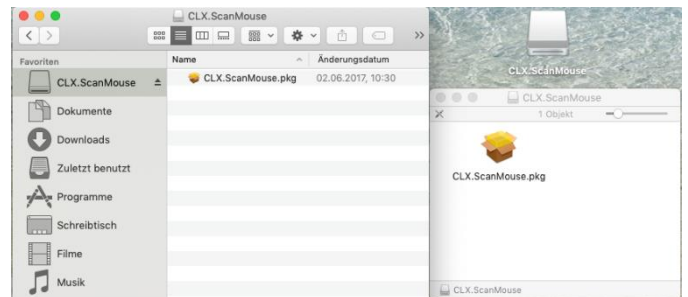 CLX.ScanMouse
Favoriten
Name
Änderungsdatum
CLX.ScanMouse
CLX.ScanMouse.pkg
02.06.2017, 10:30
Dokumente
Downloads
Zuletzt benutzt
Programme
Schreibtisch
Filme
Musik
CLX.ScanMouse
CLX.ScanMouse
1 Objekt
CLX.ScanMouse.pkg
CLX.ScanMouse